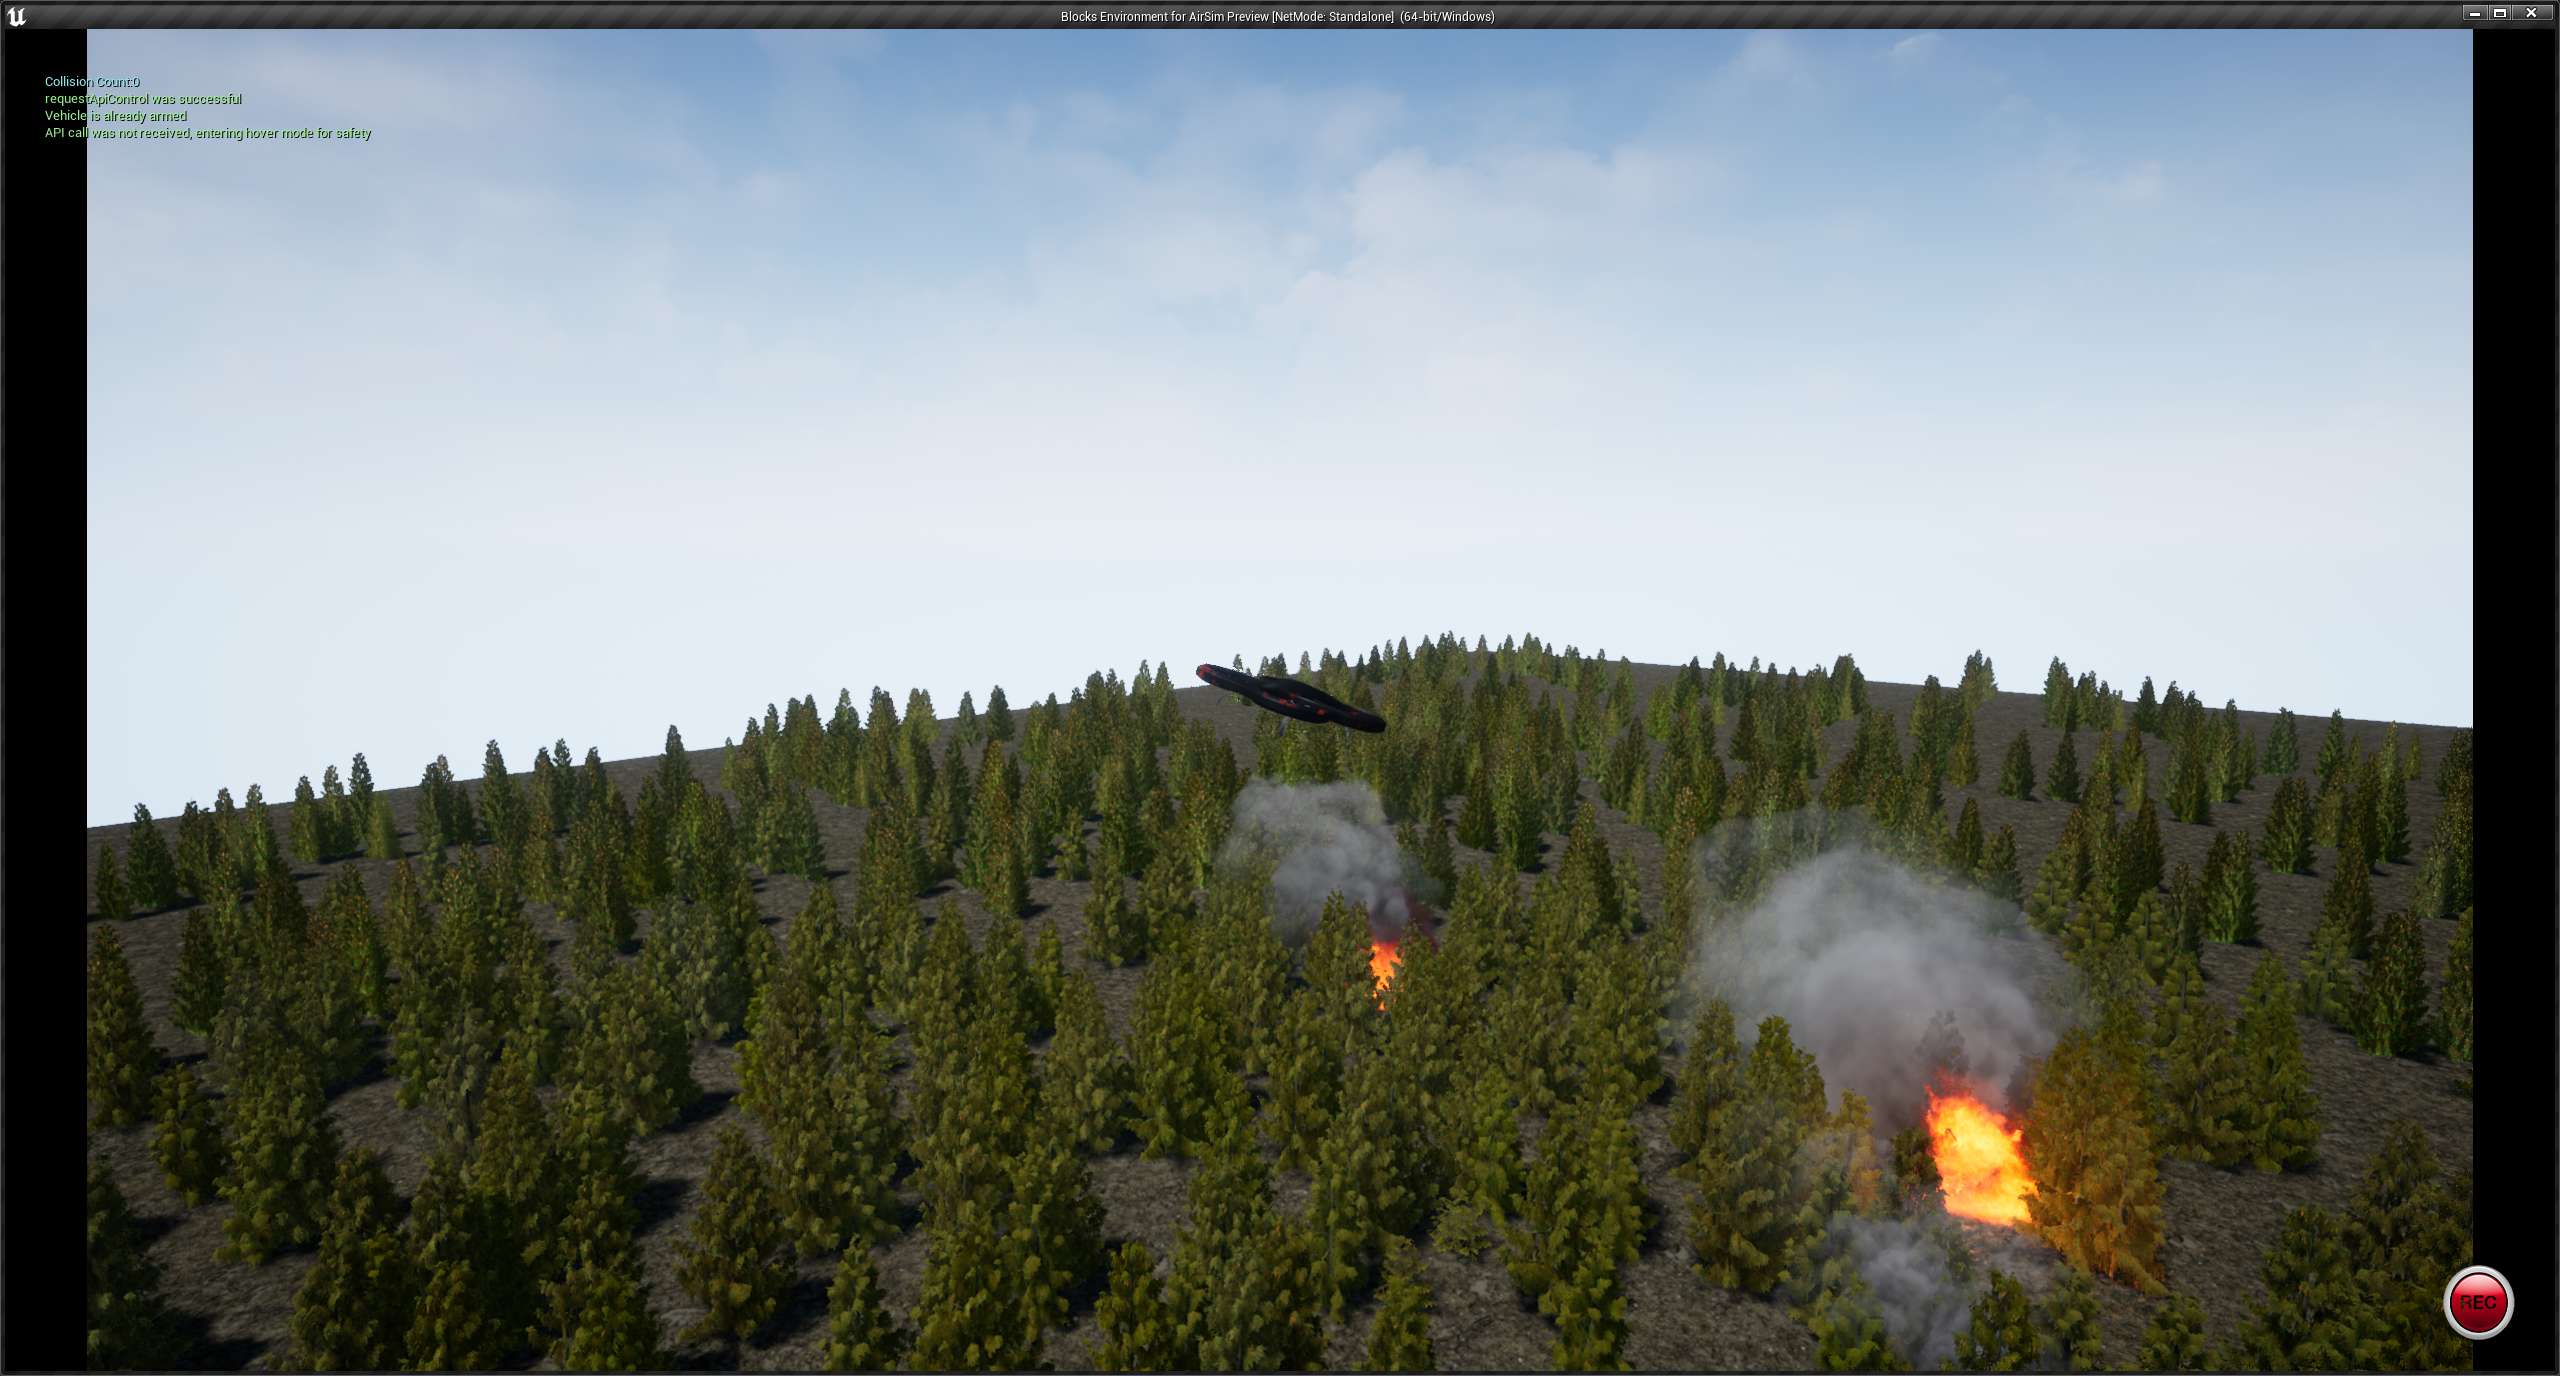 Blocks Environment for AirSim Preview [NetMode: Standalone] (64-bit/Windows)
Collision Count:0
requestApiControl was successful
Vehicle is already armed
API call was not received, entering hover mode for safety
REC